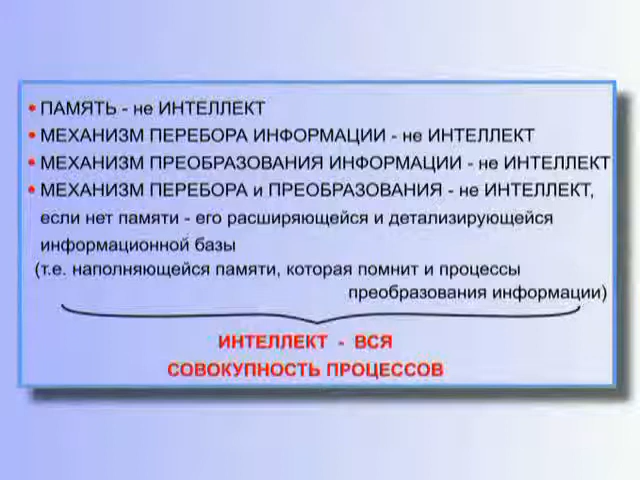 • ПАМЯТЬ - не ИНТЕЛЛЕКТ
• МЕХАНИЗМ ПЕРЕБОРА ИНФОРМАЦИИ - не ИНТЕЛЛЕКТ
• МЕХАНИЗМ ПРЕОБРАЗОВАНИЯ ИНФОРМАЦИИ - не ИНТЕЛЛЕКТ
• МЕХАНИЗМ ПЕРЕБОРА и ПРЕОБРАЗОВАНИЯ - не ИНТЕЛЛЕКТ,
если нет памяти - его расширяющейся и детализирующейся
информационной базы
(т.е. наполняющейся памяти, которая помнит и процессы
преобразования информации)
ИНТЕЛЛЕКТ - ВСЯ
СОВОКУПНОСТЬ ПРОЦЕССОВ